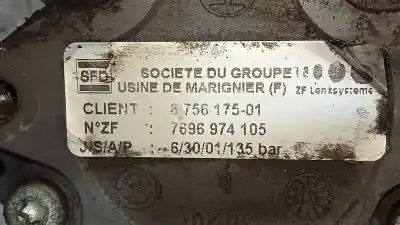 SFD
SOCIETE DU GROUPE
USINE DE MARIGNIER (F)
ZF Lenksysteme
CLIENT : 6 756 175-01
N°ZF : 7696 974 105
J/S/A/P : 6/30/01/135 bar